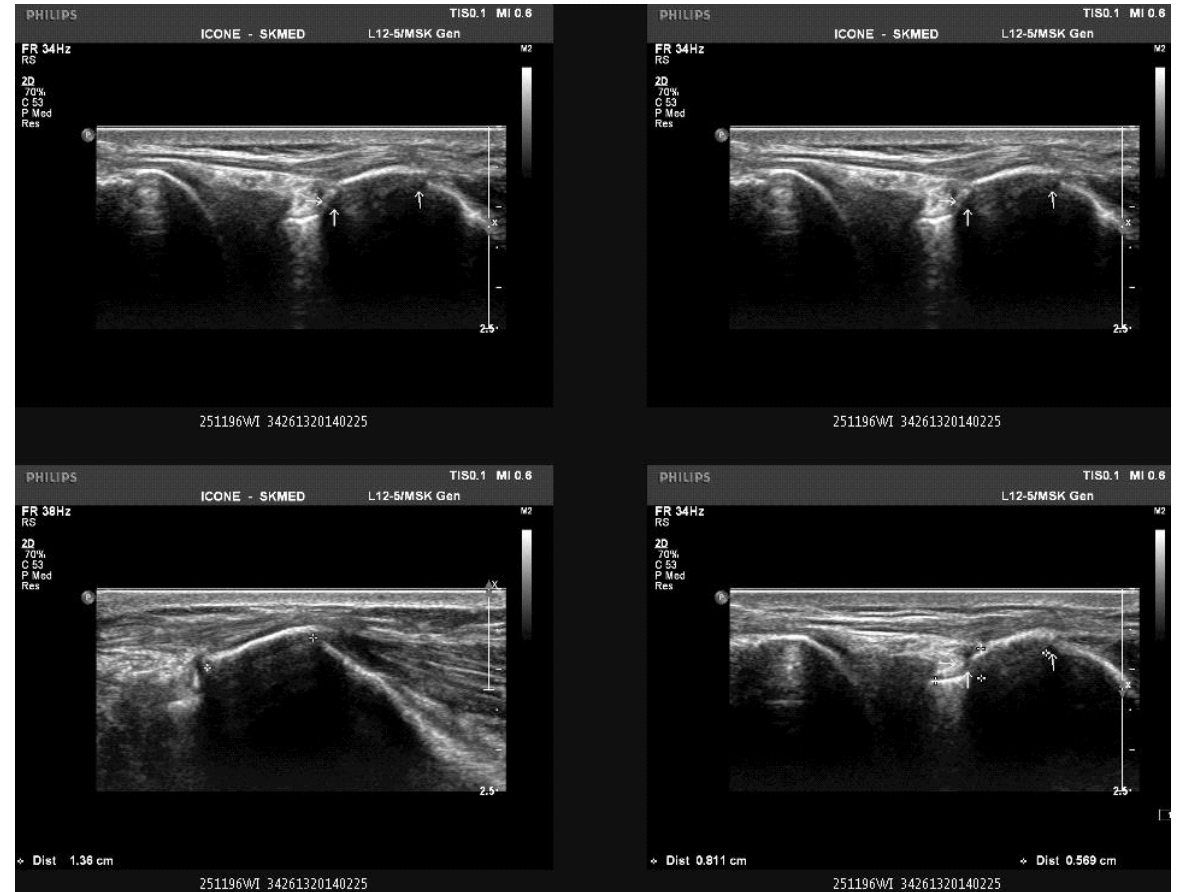 PHILIPS TIS0.1 MI 0.6
ICONE - SKMED L12-5/MSK Gen
FR 34Hz
RS
M2
2D
70%
C 53
P Med
Res
P
x
2.5
251196WI 34261320140225
PHILIPS TIS0.1 MI 0.6
ICONE - SKMED L12-5/MSK Gen
FR 34Hz
RS
M2
2D
70%
C 53
P Med
Res
P
x
2.5
251196WI 34261320140225
PHILIPS TIS0.1 MI 0.6
ICONE - SKMED L12-5/MSK Gen
FR 38Hz
RS
M2
2D
70%
C 53
P Med
Res
P
x
2.5
Dist 1.36 cm
251196WI 34261320140225
PHILIPS TIS0.1 MI 0.6
L12-5/MSK Gen
FR 34Hz
RS
M2
2D
70%
C 53
P Med
Res
P
x
2.5
Dist 0.811 cm Dist 0.569 cm
251196WI 34261320140225